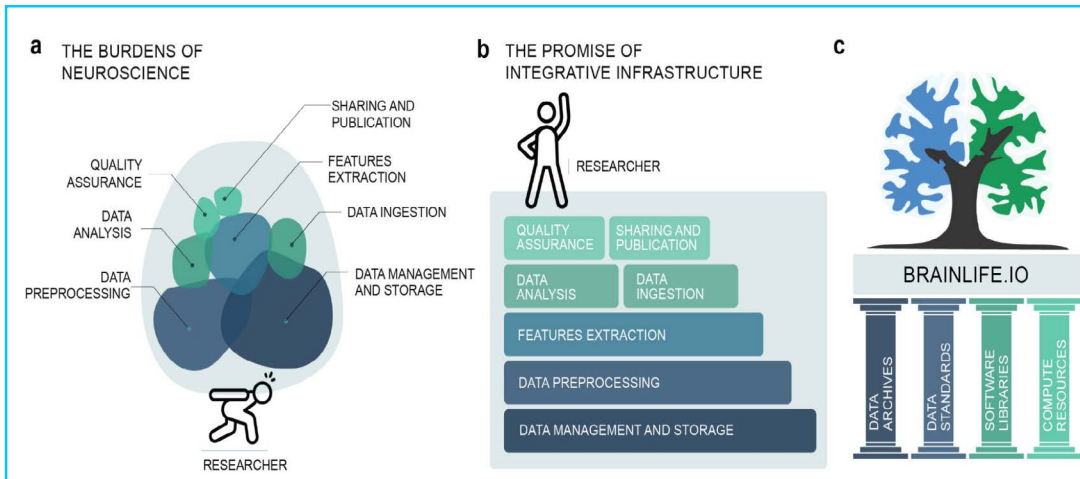 a
THE BURDENS OF
NEUROSCIENCE
SHARING AND
PUBLICATION
QUALITY
ASSURANCE
FEATURES
EXTRACTION
DATA
ANALYSIS
DATA INGESTION
DATA
PREPROCESSING
DATA MANAGEMENT
AND STORAGE
RESEARCHER
b
THE PROMISE OF
INTEGRATIVE INFRASTRUCTURE
RESEARCHER
QUALITY
ASSURANCE
SHARING AND
PUBLICATION
DATA
ANALYSIS
DATA
INGESTION
FEATURES EXTRACTION
DATA PREPROCESSING
DATA MANAGEMENT AND STORAGE
c
BRAINLIFE.IO
DATA
ARCHIVES
DATA
STANDARDS
SOFTWARE
LIBRARIES
COMPUTE
RESOURCES